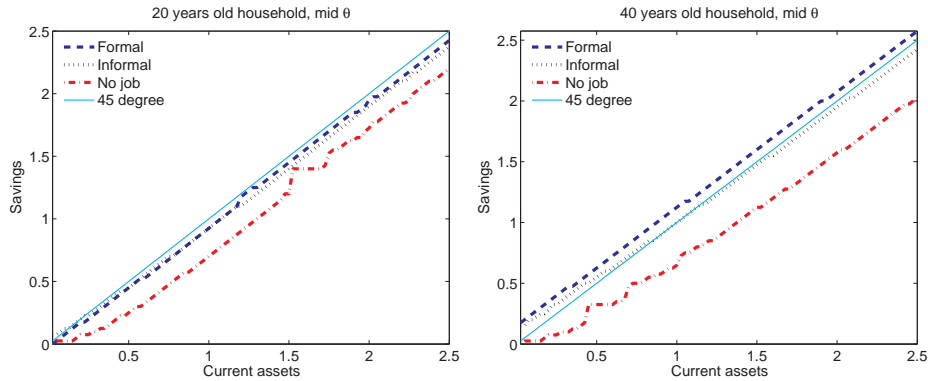 20 years old household, mid θ
2.5
2
1.5
1
0.5
0
Savings
Formal
Informal
No job
45 degree
0.5 1 1.5 2 2.5
Current assets
40 years old household, mid θ
2.5
2
1.5
1
0.5
0
Savings
Formal
Informal
No job
45 degree
0.5 1 1.5 2 2.5
Current assets